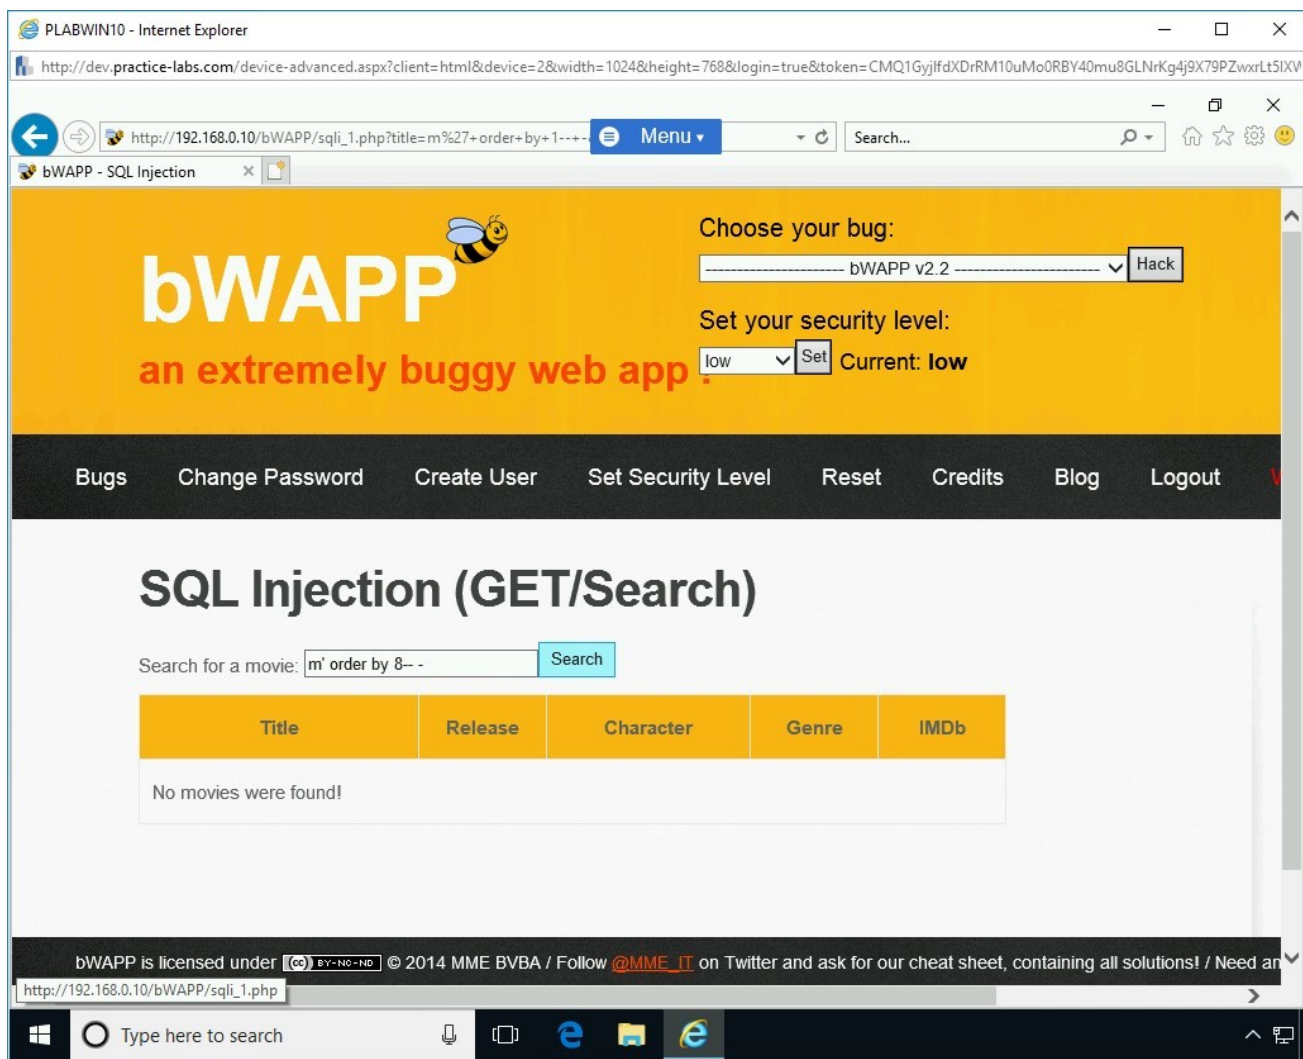 PLABWIN10 - Internet Explorer
http://dev.practice-labs.com/device-advanced.aspx?client=html&device=2&width=1024&height=768&login=true&token=CMQ1GyjIfdXDrRM10uMo0RBY40mu8GLNrKg4j9X79PZwxrLt5IXW
http://192.168.0.10/bWAPP/sqli_1.php?title=m%27+order+by+1--+-
Menu
Search...
bWAPP - SQL Injection
bWAPP
an extremely buggy web app !
Choose your bug:
---------------------- bWAPP v2.2 -----------------------
Hack
Set your security level:
low
Set
Current: low
Bugs
Change Password
Create User
Set Security Level
Reset
Credits
Blog
Logout
SQL Injection (GET/Search)
Search for a movie:
m' order by 8-- -
Search
Title
Release
Character
Genre
IMDb
No movies were found!
bWAPP is licensed under (cc) BY-NC-ND © 2014 MME BVBA / Follow @MME_IT on Twitter and ask for our cheat sheet, containing all solutions! / Need an
http://192.168.0.10/bWAPP/sqli_1.php
Type here to search